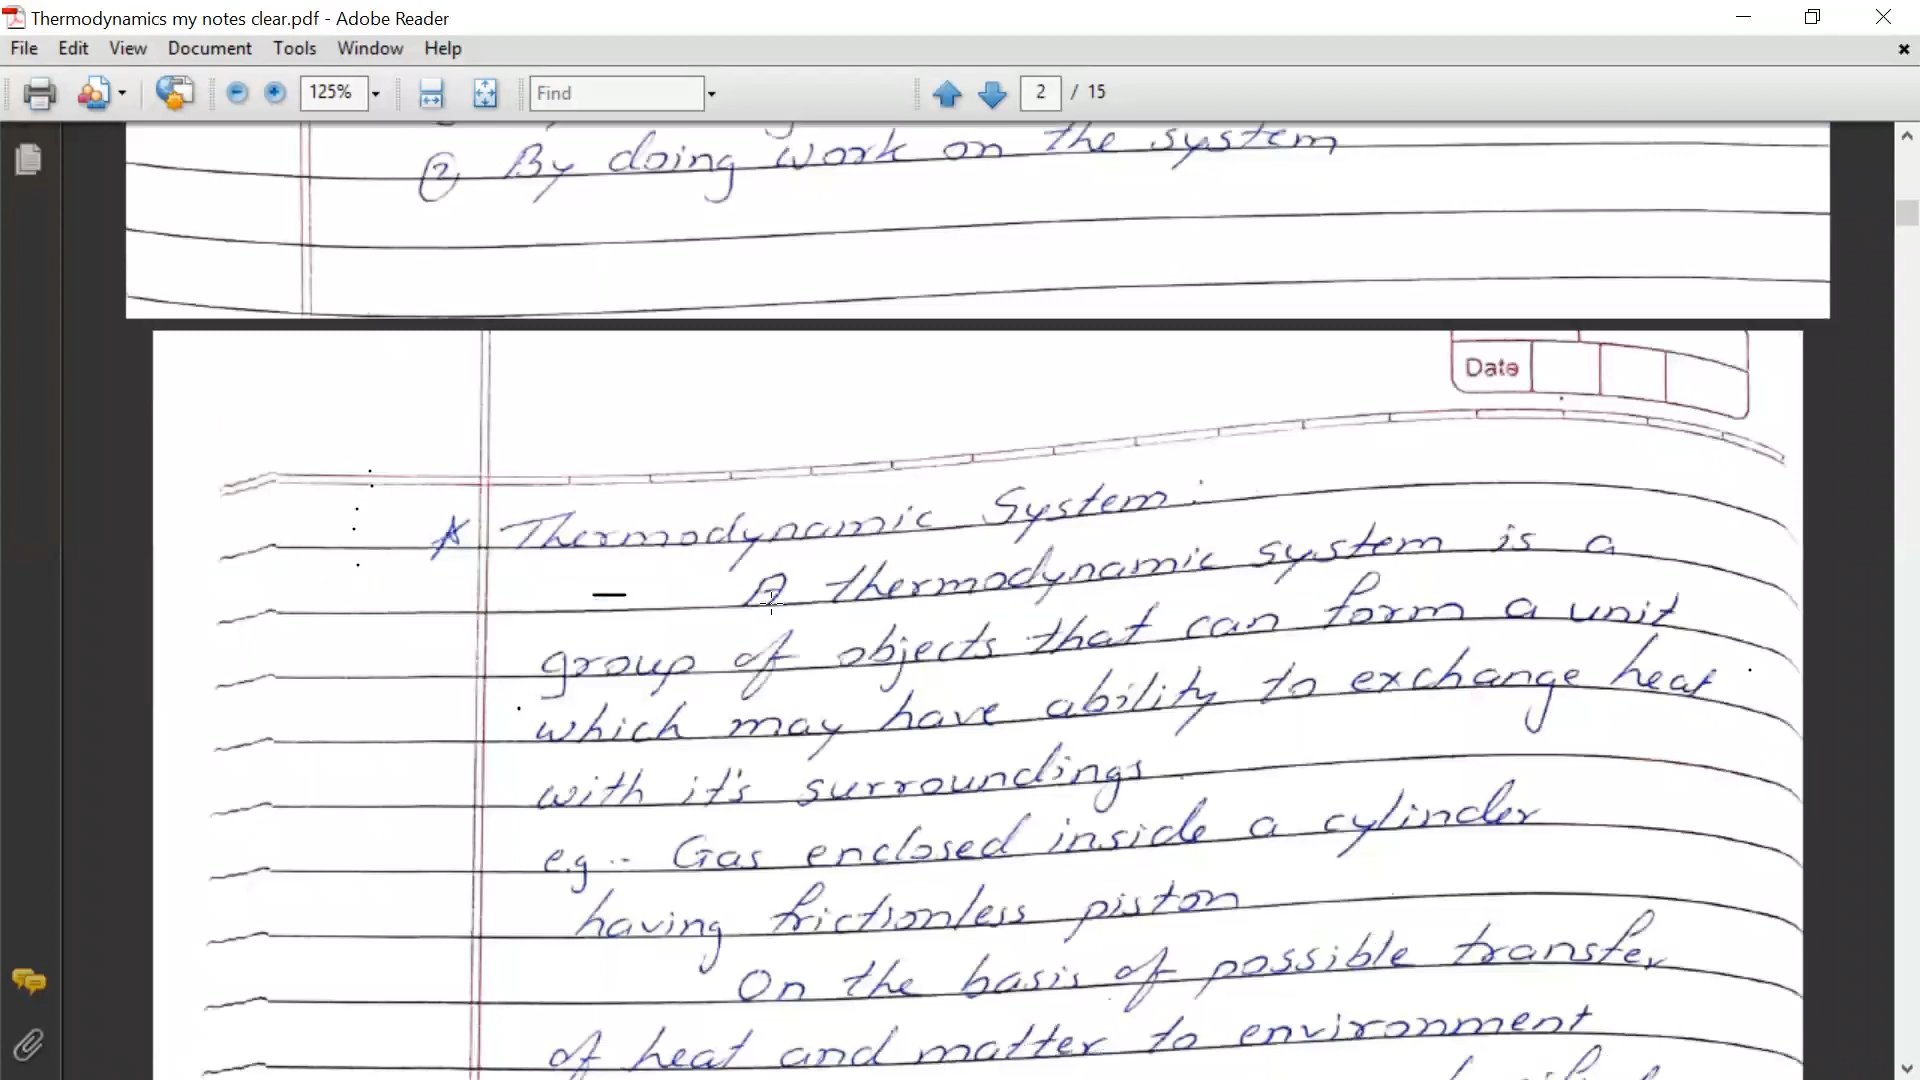 Thermodynamics my notes clear.pdf - Adobe Reader
File Edit View Document Tools Window Help
125% Find 2 / 15
② By doing work on the system
Date
Thermodynamic System:
A thermodynamic system is a
group of objects that can form a unit
which may have ability to exchange heat
with it's surroundings.
e.g :- Gas enclosed inside a cylinder
having frictionless piston
On the basis of possible transfer
of heat and matter to environment